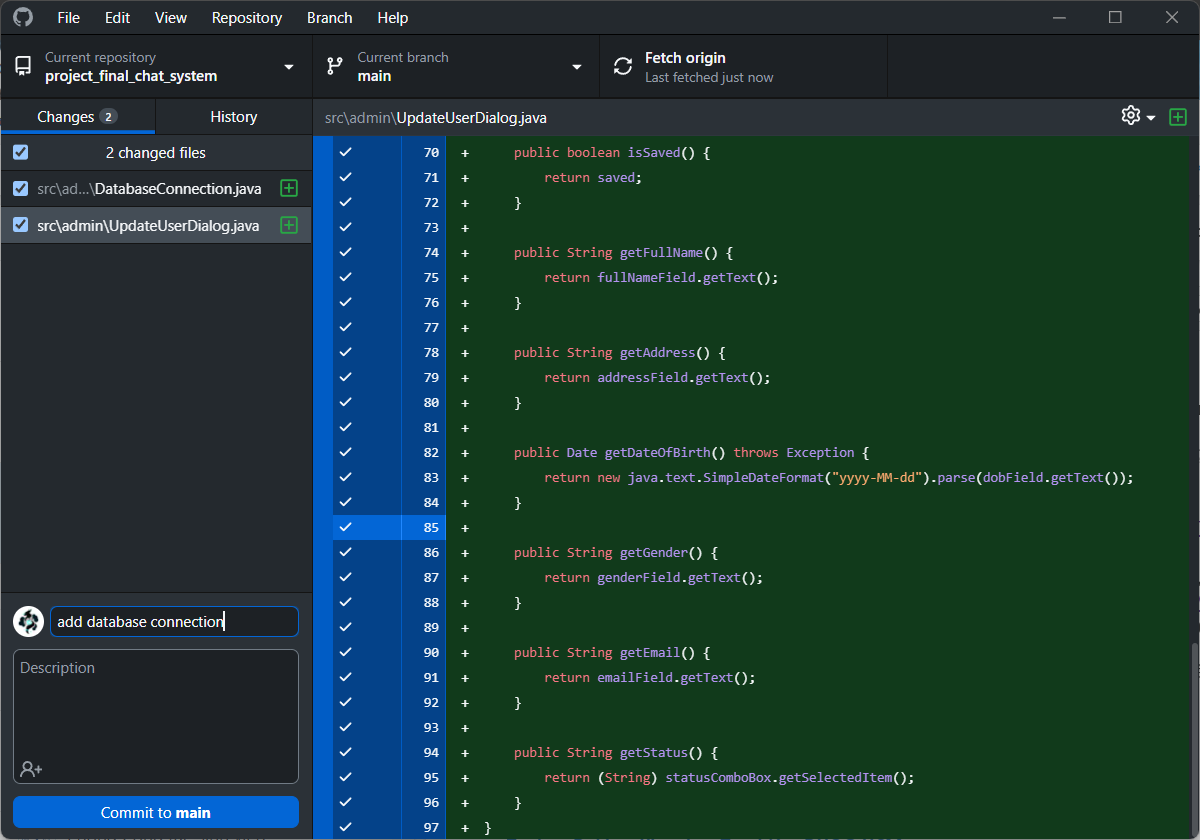 File Edit View Repository Branch Help
Current repository
project_final_chat_system
Current branch
main
Fetch origin
Last fetched just now
Changes 2
History
2 changed files
src\ad...\DatabaseConnection.java
src\admin\UpdateUserDialog.java
add database connection
Description
Commit to main
src\admin\UpdateUserDialog.java
70 + public boolean isSaved() {
71 + return saved;
72 + }
73 +
74 + public String getFullName() {
75 + return fullNameField.getText();
76 + }
77 +
78 + public String getAddress() {
79 + return addressField.getText();
80 + }
81 +
82 + public Date getDateOfBirth() throws Exception {
83 + return new java.text.SimpleDateFormat("yyyy-MM-dd").parse(dobField.getText());
84 + }
85 +
86 + public String getGender() {
87 + return genderField.getText();
88 + }
89 +
90 + public String getEmail() {
91 + return emailField.getText();
92 + }
93 +
94 + public String getStatus() {
95 + return (String) statusComboBox.getSelectedItem();
96 + }
97 + }